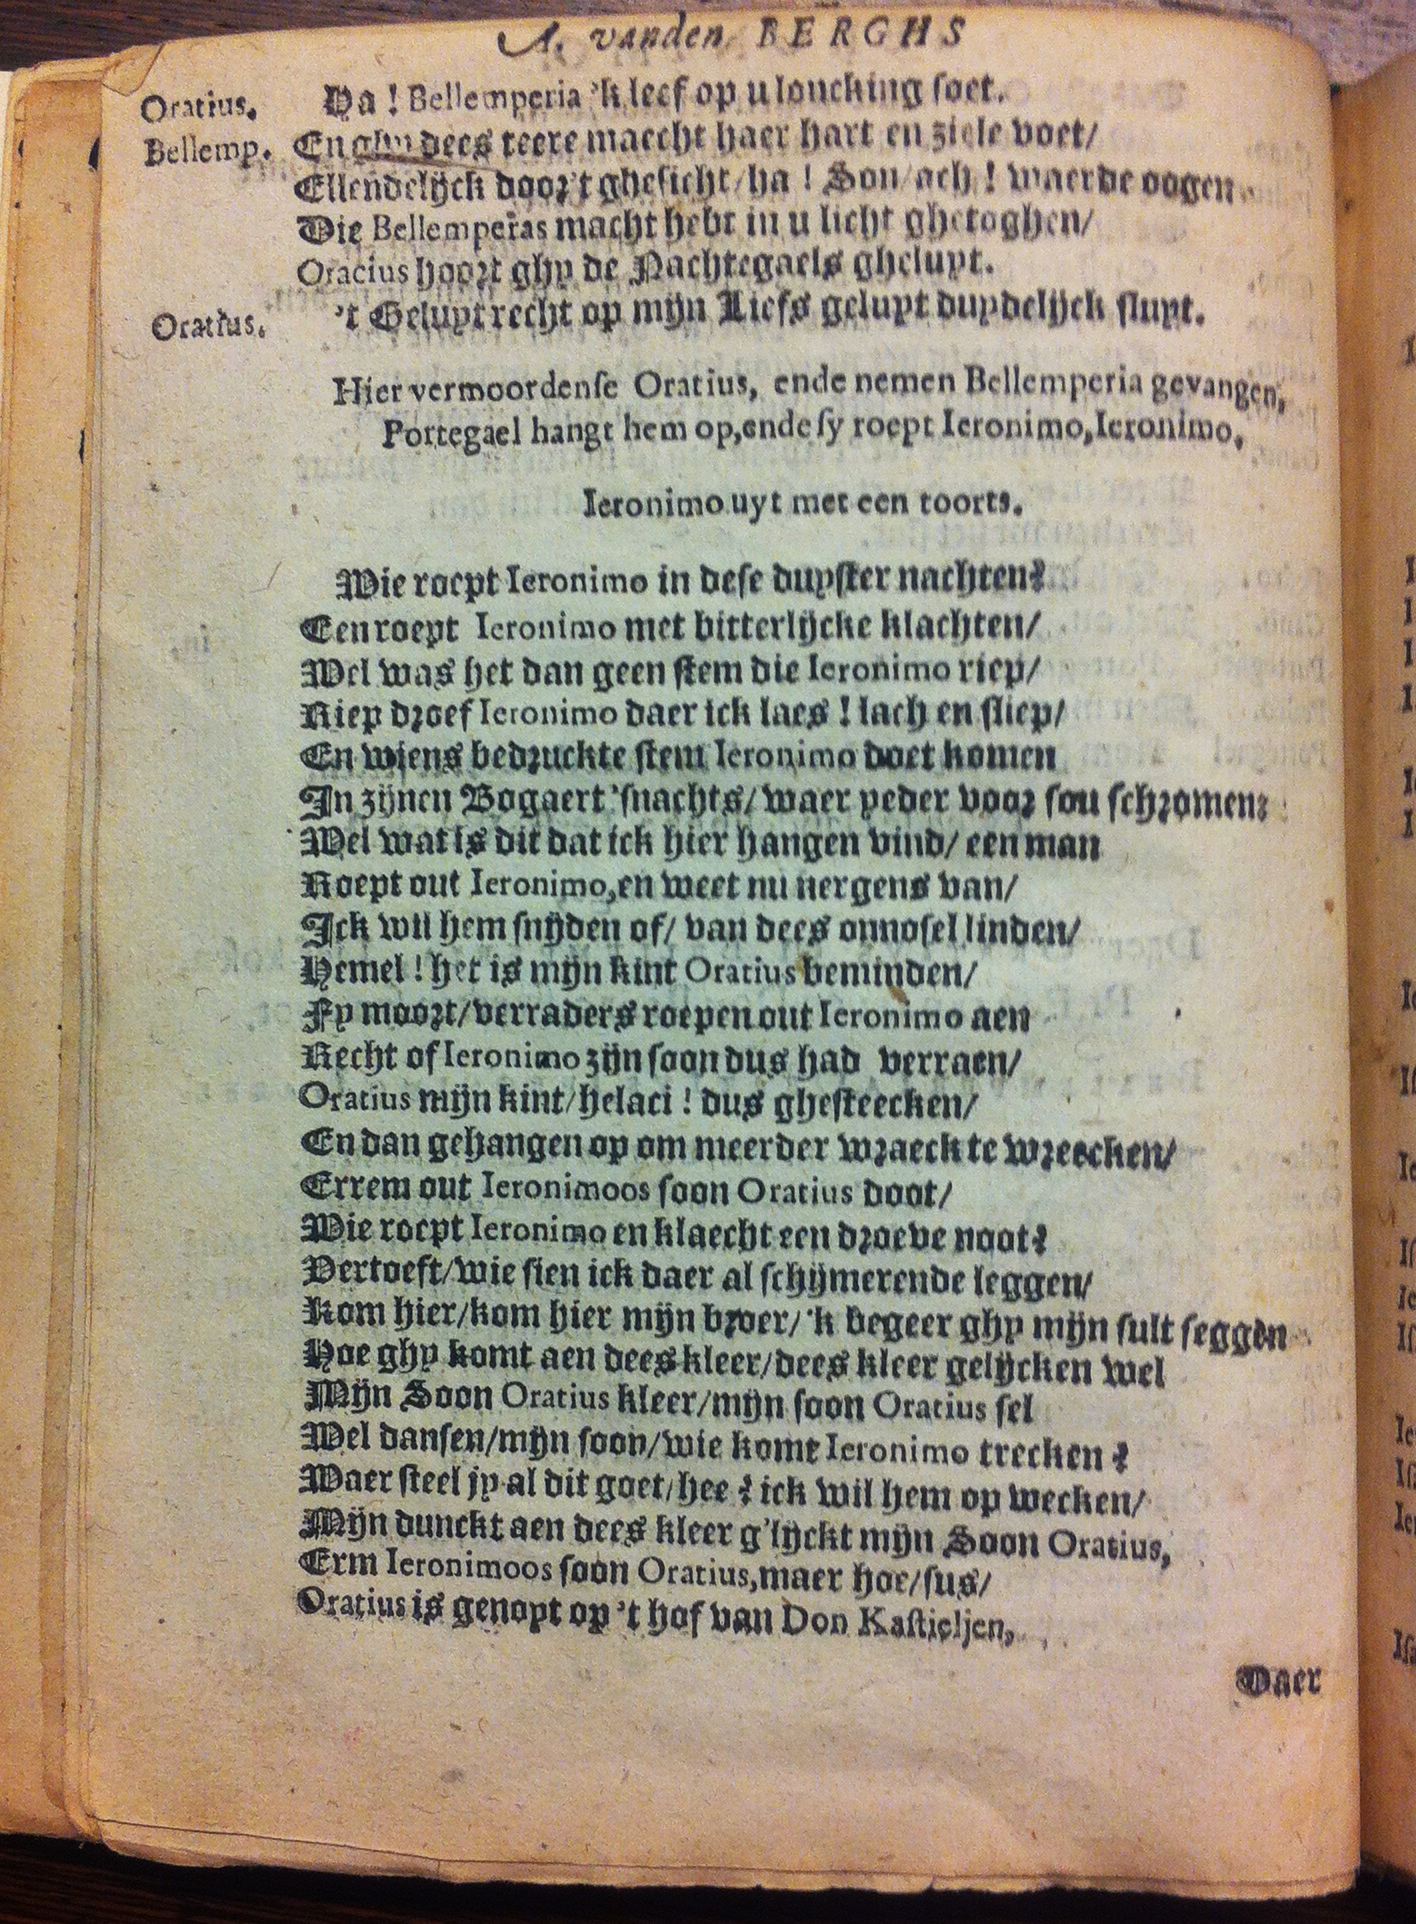 A. vanden BERGHS
Oratius. Ha! Bellemperia 'k leef op u loncking soet.
Bellemp. En ghy dees teere maecht haer hart en ziele voet/
Ellendelijck door 't ghesicht/ha! Son/ach! waerde oogen
Die Bellemperias macht hebt in u licht ghetoghen/
Oracius hoort ghy de Nachtegaels gheluyt.
Oratius. 't Geluyt recht op mijn Liefs geluyt duydelijck sluyt.
Hier vermoordense Oratius, ende nemen Bellemperia gevangen,
Portegael hangt hem op, ende sy roept Ieronimo, Ieronimo.
Ieronimo uyt met een toorts.
Wie roept Ieronimo in dese duyster nachten?
Een roept Ieronimo met bitterlijcke klachten/
Wel was het dan geen stem die Ieronimo riep/
Riep droef Ieronimo daer ick laes! lach en sliep/
En wiens bedruckte stem Ieronimo doet komen
In zijnen Bogaert 'snachts/waer yeder voor sou schromen?
Wel wat is dit dat ick hier hangen vind/een man
Roept out Ieronimo, en weet nu nergens van/
Ick wil hem snijden of/ van dees onnosel linden/
Hemel! het is mijn kint Oratius beminden/
Fy moort/verraders roepen out Ieronimo aen
Recht of Ieronimo zijn soon dus had verraen/
Oratius mijn kint/helaci! dus ghesteecken/
En dan gehangen op om meerder wraeck te wreecken/
Errem out Ieronimoos soon Oratius doot/
Wie roept Ieronimo en klaecht een droeve noot?
Vertoeft/wie sien ick daer al schijmerende leggen/
Kom hier/kom hier mijn broer/'k begeer ghy mijn sult seggen
Hoe ghy komt aen dees kleer/dees kleer gelijcken wel
Mijn Soon Oratius kleer/mijn soon Oratius sel
Wel dansen/mijn soon/wie komt Ieronimo trecken?
Waer steel jy al dit goet/hee? ick wil hem op wecken/
Mijn dunckt aen dees kleer g'lijckt mijn Soon Oratius,
Erm Ieronimoos soon Oratius, maer hoe/sus/
Oratius is genopt op 't hof van Don Kastieljen,
Daer